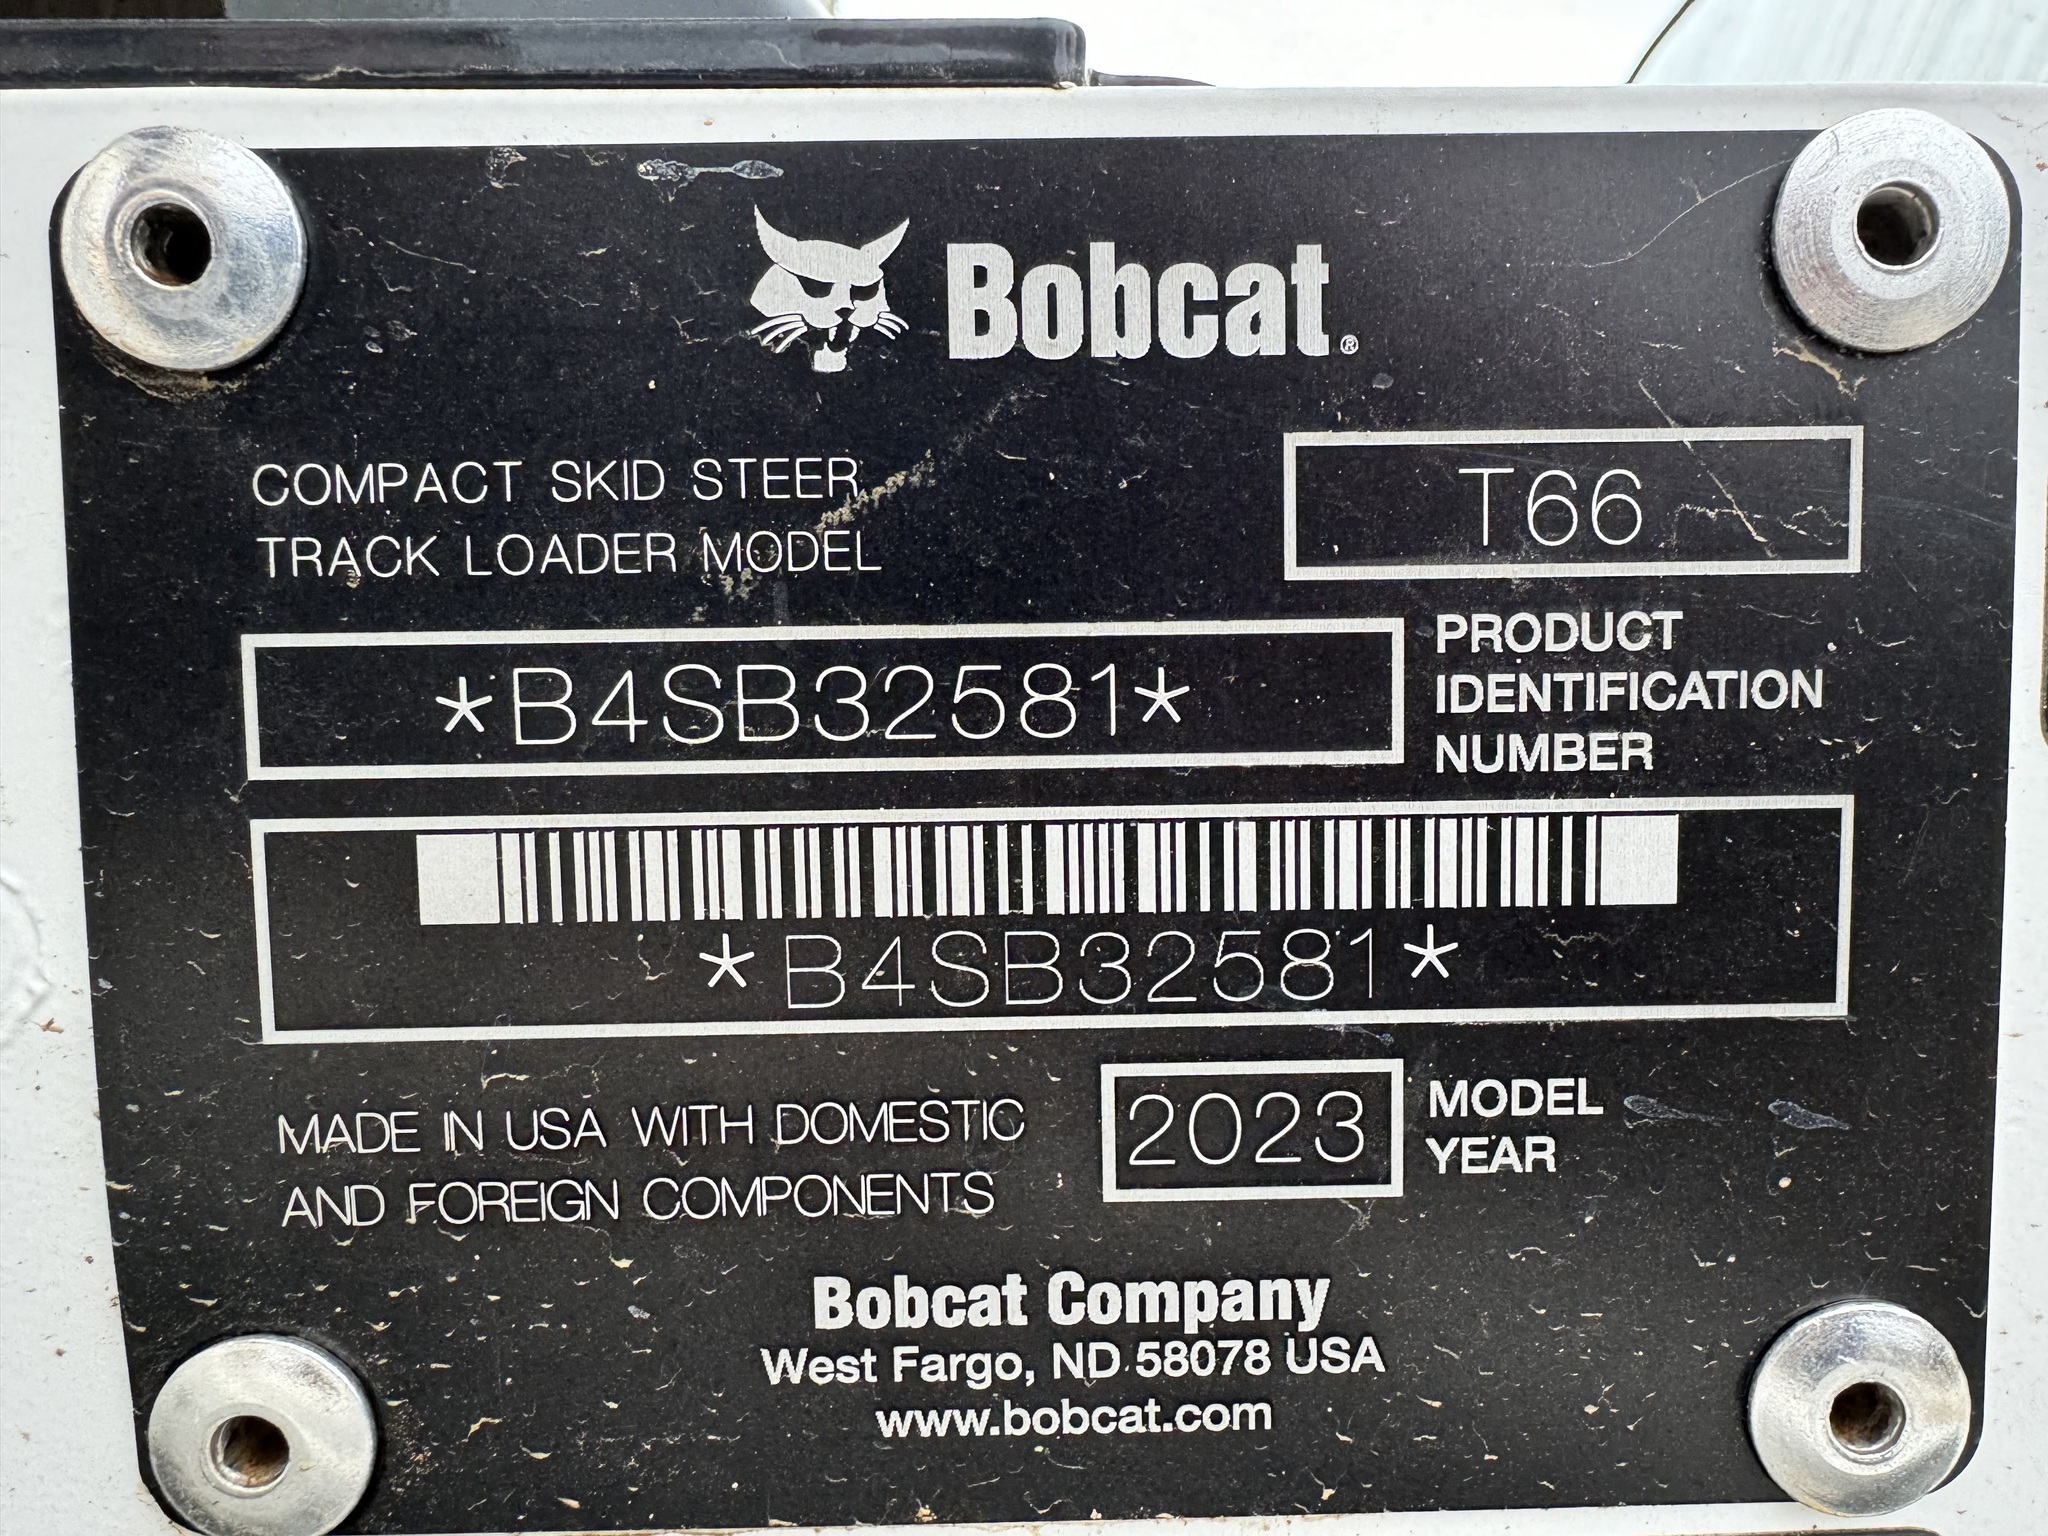 Bobcat®
COMPACT SKID STEER
TRACK LOADER MODEL
T66
*B4SB32581*
PRODUCT
IDENTIFICATION
NUMBER
*B4SB32581*
MADE IN USA WITH DOMESTIC
AND FOREIGN COMPONENTS
2023
MODEL
YEAR
Bobcat Company
West Fargo, ND 58078 USA
www.bobcat.com